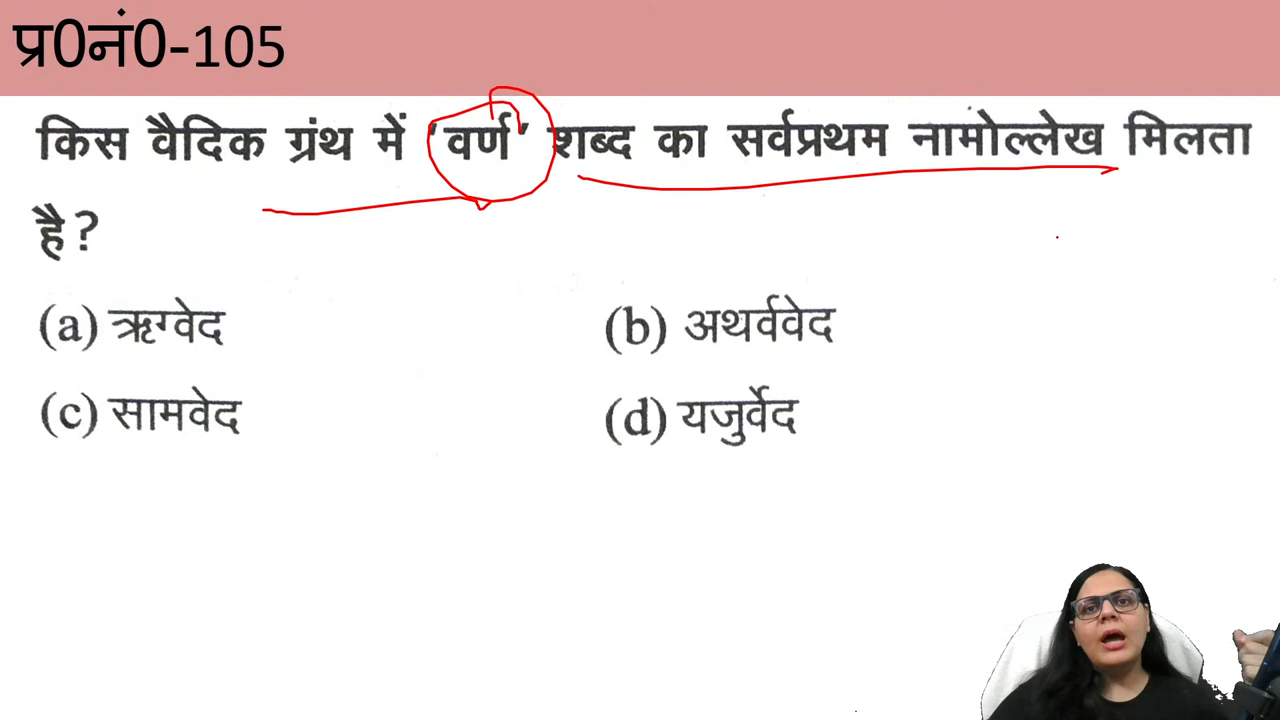 प्र0नं0-105
किस वैदिक ग्रंथ में 'वर्ण' शब्द का सर्वप्रथम नामोल्लेख मिलता
है?
(a) ऋग्वेद (b) अथर्ववेद
(c) सामवेद (d) यजुर्वेद